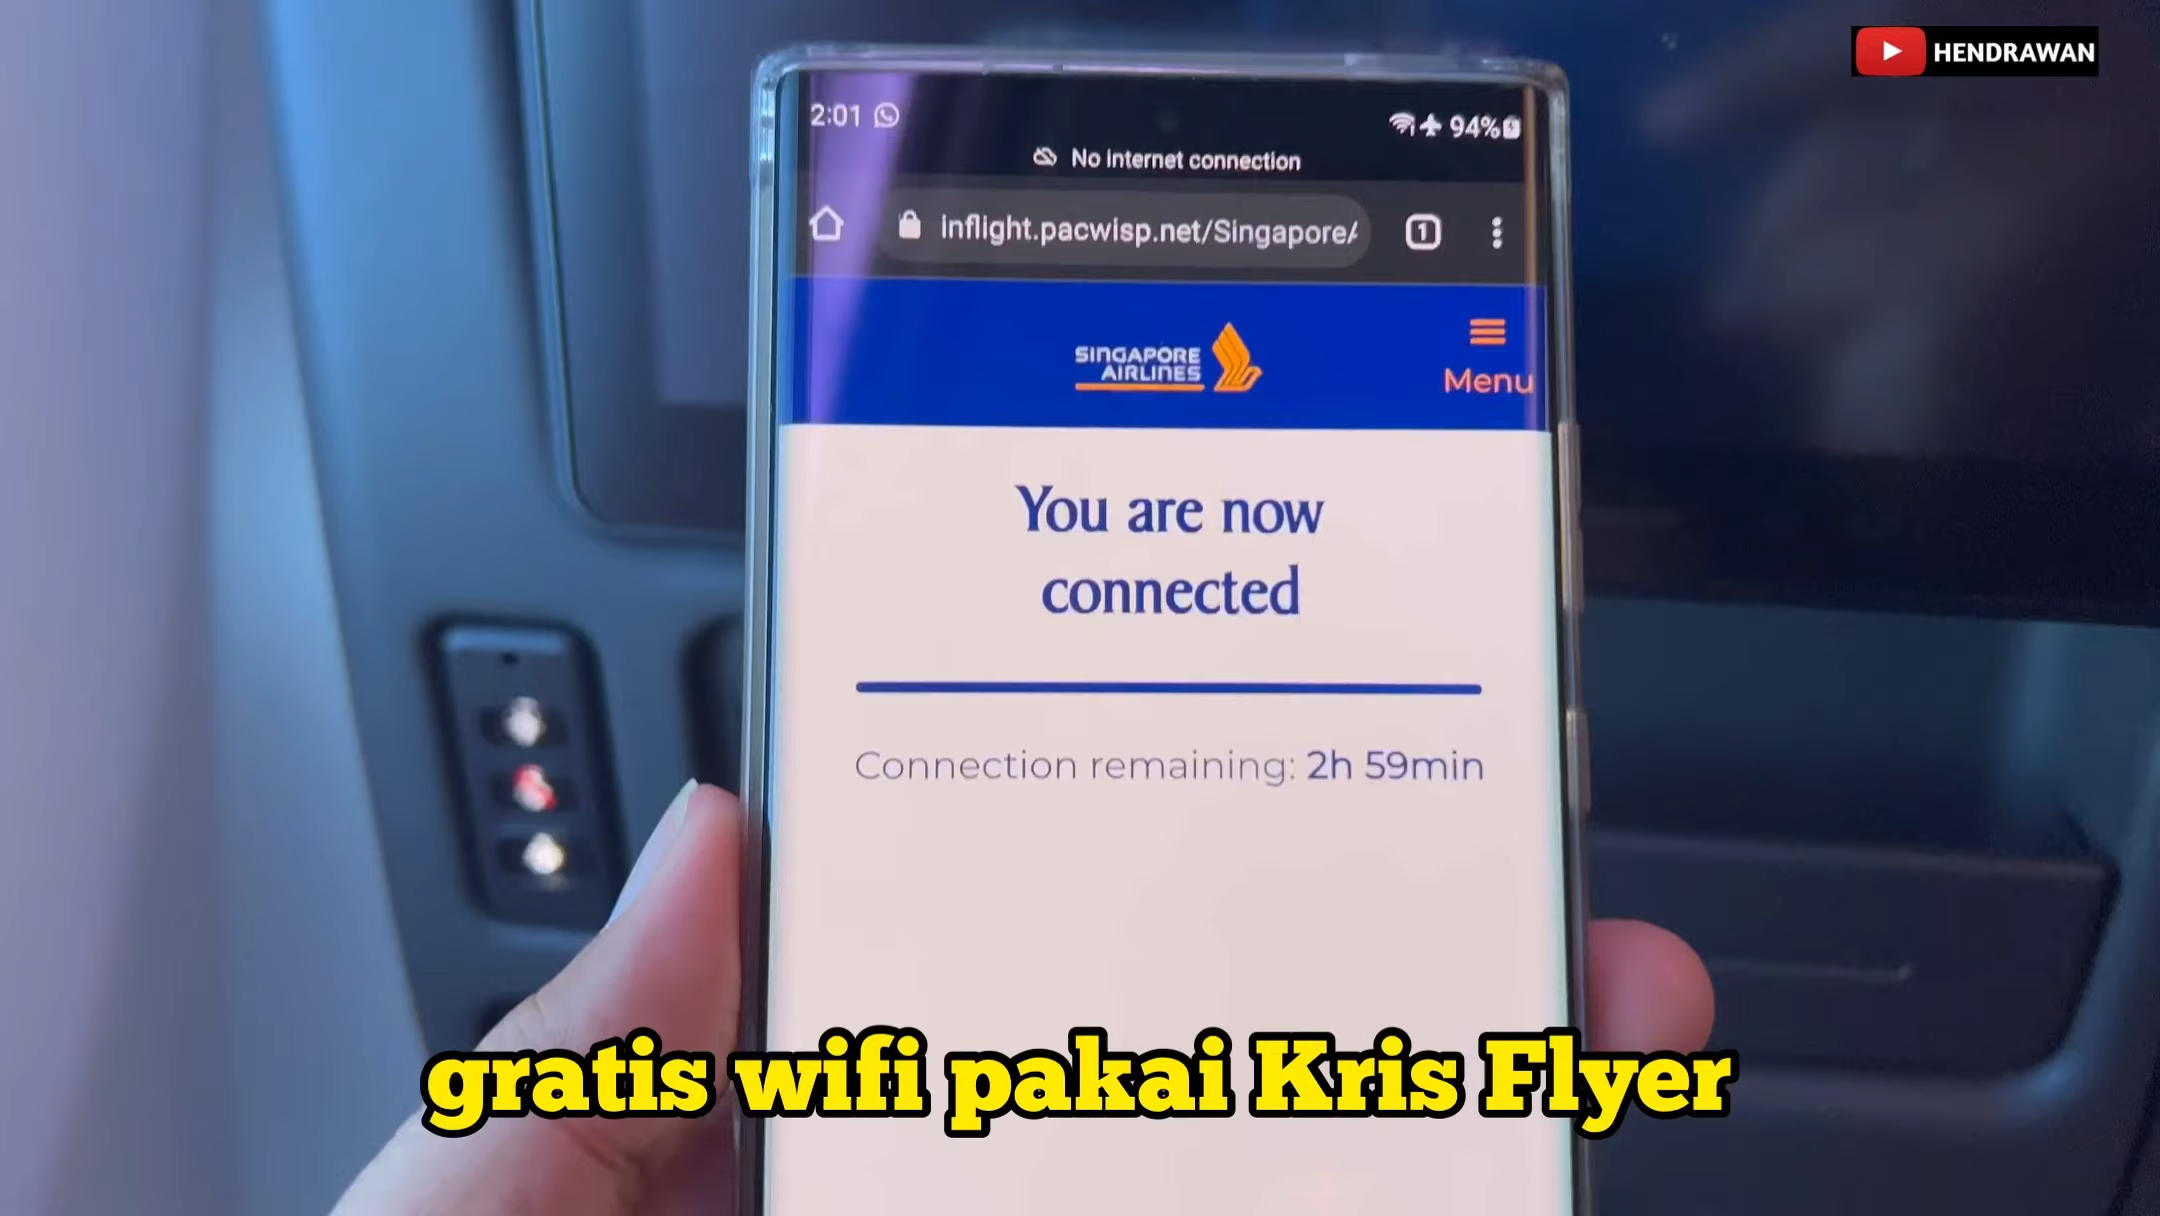 HENDRAWAN
2:01
94%
No internet connection
inflight.pacwisp.net/Singapore/
1
SINGAPORE
AIRLINES
Menu
You are now
connected
Connection remaining: 2h 59min
gratis wifi pakai Kris Flyer